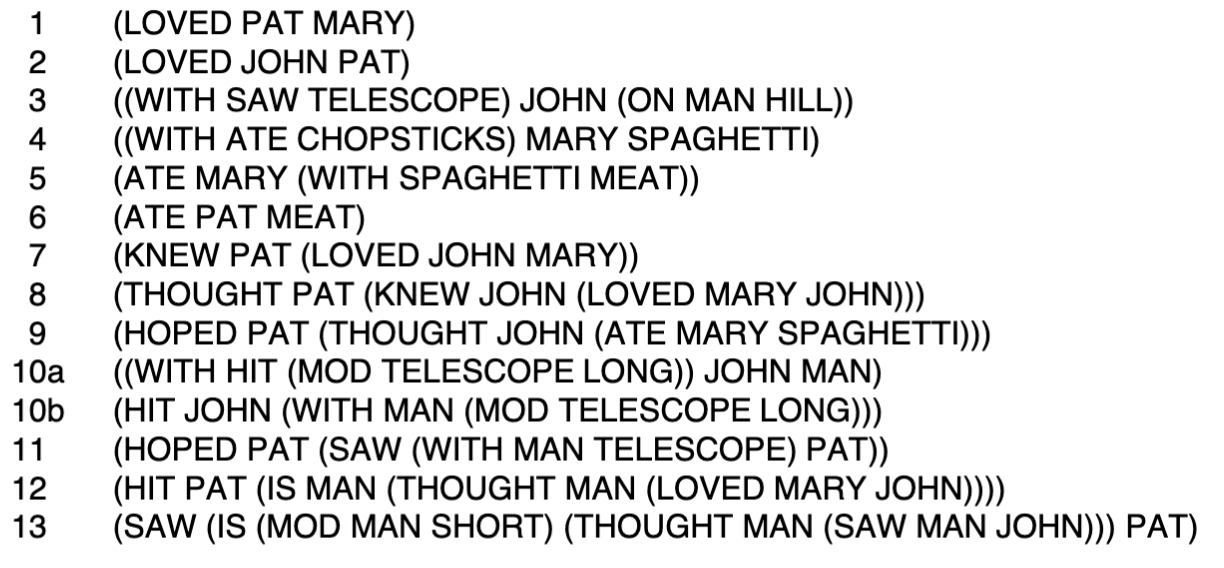 1 (LOVED PAT MARY)
2 (LOVED JOHN PAT)
3 ((WITH SAW TELESCOPE) JOHN (ON MAN HILL))
4 ((WITH ATE CHOPSTICKS) MARY SPAGHETTI)
5 (ATE MARY (WITH SPAGHETTI MEAT))
6 (ATE PAT MEAT)
7 (KNEW PAT (LOVED JOHN MARY))
8 (THOUGHT PAT (KNEW JOHN (LOVED MARY JOHN)))
9 (HOPED PAT (THOUGHT JOHN (ATE MARY SPAGHETTI)))
10a ((WITH HIT (MOD TELESCOPE LONG)) JOHN MAN)
10b (HIT JOHN (WITH MAN (MOD TELESCOPE LONG)))
11 (HOPED PAT (SAW (WITH MAN TELESCOPE) PAT))
12 (HIT PAT (IS MAN (THOUGHT MAN (LOVED MARY JOHN))))
13 (SAW (IS (MOD MAN SHORT) (THOUGHT MAN (SAW MAN JOHN))) PAT)